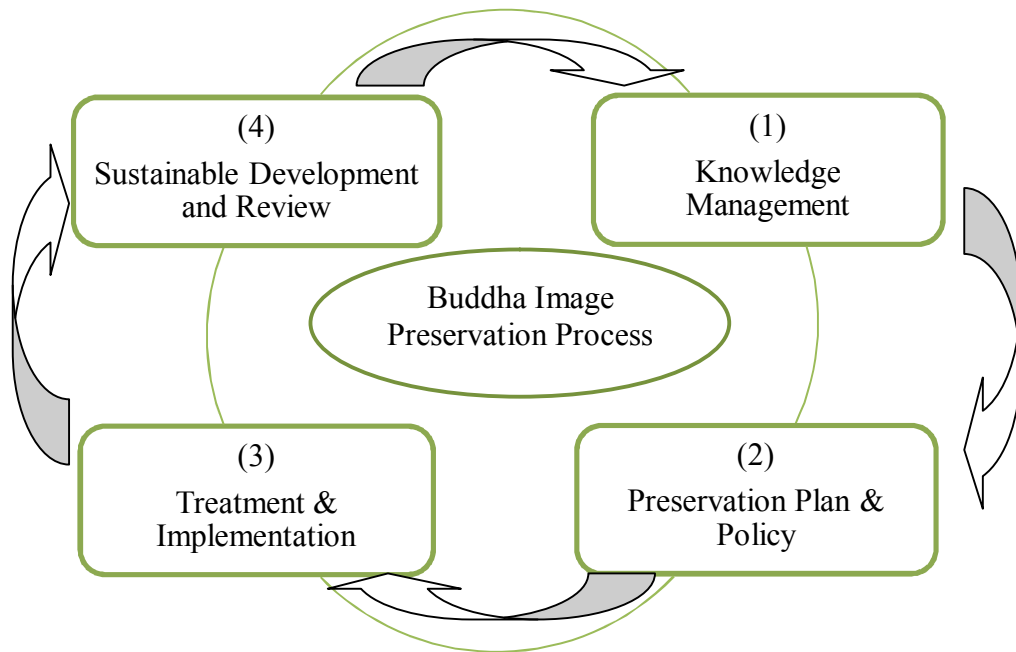 (4)
Sustainable Development
and Review
(1)
Knowledge
Management
Buddha Image
Preservation Process
(3)
Treatment &
Implementation
(2)
Preservation Plan &
Policy